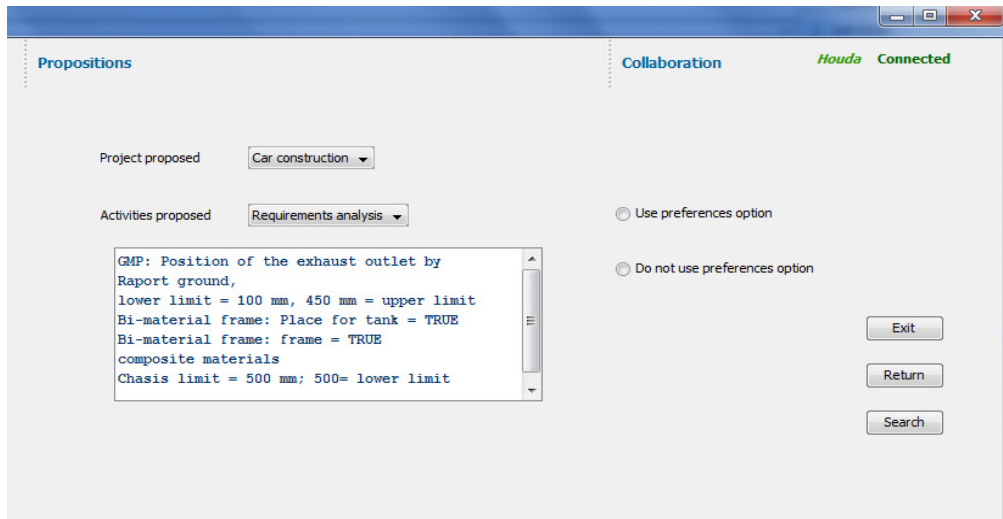 Propositions
Collaboration
Houda Connected
Project proposed
Car construction
Activities proposed
Requirements analysis
GMP: Position of the exhaust outlet by
Raport ground,
lower limit = 100 mm, 450 mm = upper limit
Bi-material frame: Place for tank = TRUE
Bi-material frame: frame = TRUE
composite materials
Chasis limit = 500 mm; 500= lower limit
Use preferences option
Do not use preferences option
Exit
Return
Search